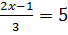 (2x-1)/3 = 5